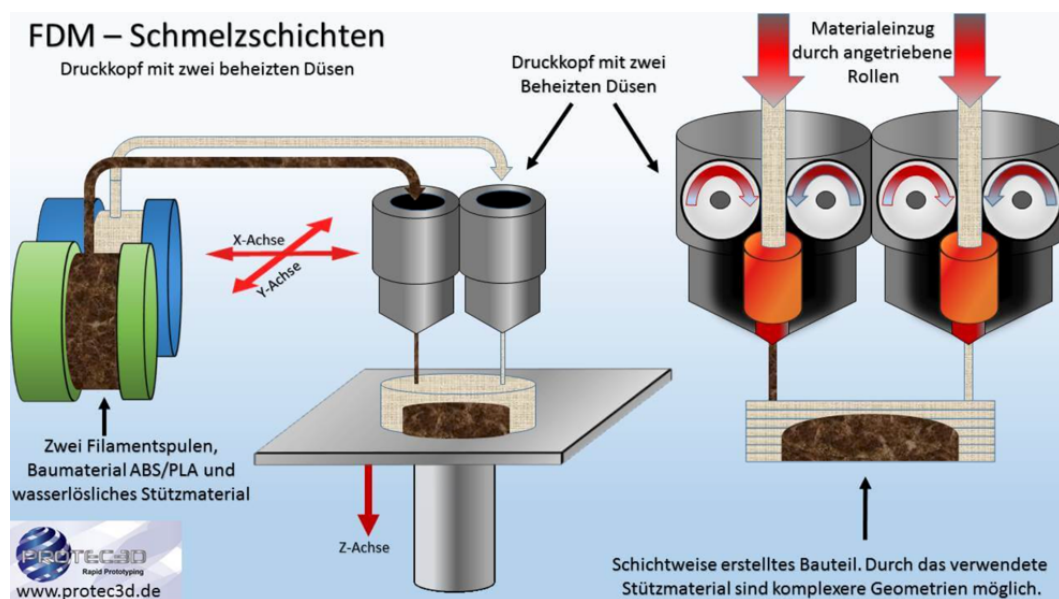 FDM – Schmelzschichten
Druckkopf mit zwei beheizten Düsen
Druckkopf mit zwei
Beheizten Düsen
Materialeinzug
durch angetriebene
Rollen
X-Achse
Y-Achse
Zwei Filamentspulen,
Baumaterial ABS/PLA und
wasserlösliches Stützmaterial
Z-Achse
Schichtweise erstelltes Bauteil. Durch das verwendete
Stützmaterial sind komplexere Geometrien möglich.
PROTEC3D
Rapid Prototyping
www.protec3d.de